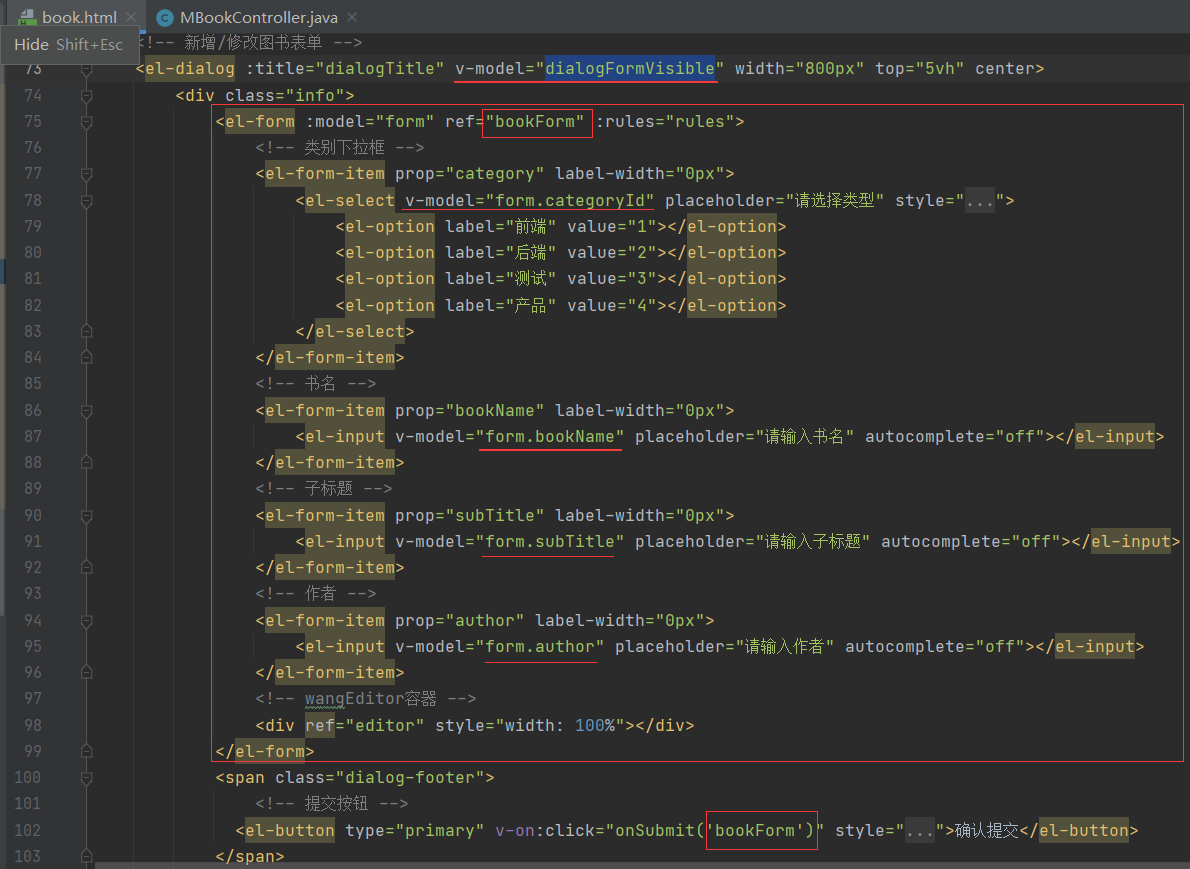 book.html
MBookController.java
Hide Shift+Esc
!-- 新增/修改图书表单 -->
73 <el-dialog :title="dialogTitle" v-model="dialogFormVisible" width="800px" top="5vh" center>
74 <div class="info">
75 <el-form :model="form" ref="bookForm" :rules="rules">
76 <!-- 类别下拉框 -->
77 <el-form-item prop="category" label-width="0px">
78 <el-select v-model="form.categoryId" placeholder="请选择类型" style="...">
79 <el-option label="前端" value="1"></el-option>
80 <el-option label="后端" value="2"></el-option>
81 <el-option label="测试" value="3"></el-option>
82 <el-option label="产品" value="4"></el-option>
83 </el-select>
84 </el-form-item>
85 <!-- 书名 -->
86 <el-form-item prop="bookName" label-width="0px">
87 <el-input v-model="form.bookName" placeholder="请输入书名" autocomplete="off"></el-input>
88 </el-form-item>
89 <!-- 子标题 -->
90 <el-form-item prop="subTitle" label-width="0px">
91 <el-input v-model="form.subTitle" placeholder="请输入子标题" autocomplete="off"></el-input>
92 </el-form-item>
93 <!-- 作者 -->
94 <el-form-item prop="author" label-width="0px">
95 <el-input v-model="form.author" placeholder="请输入作者" autocomplete="off"></el-input>
96 </el-form-item>
97 <!-- wangEditor容器 -->
98 <div ref="editor" style="width: 100%"></div>
99 </el-form>
100 <span class="dialog-footer">
101 <!-- 提交按钮 -->
102 <el-button type="primary" v-on:click="onSubmit('bookForm')" style="...">确认提交</el-button>
103 </span>